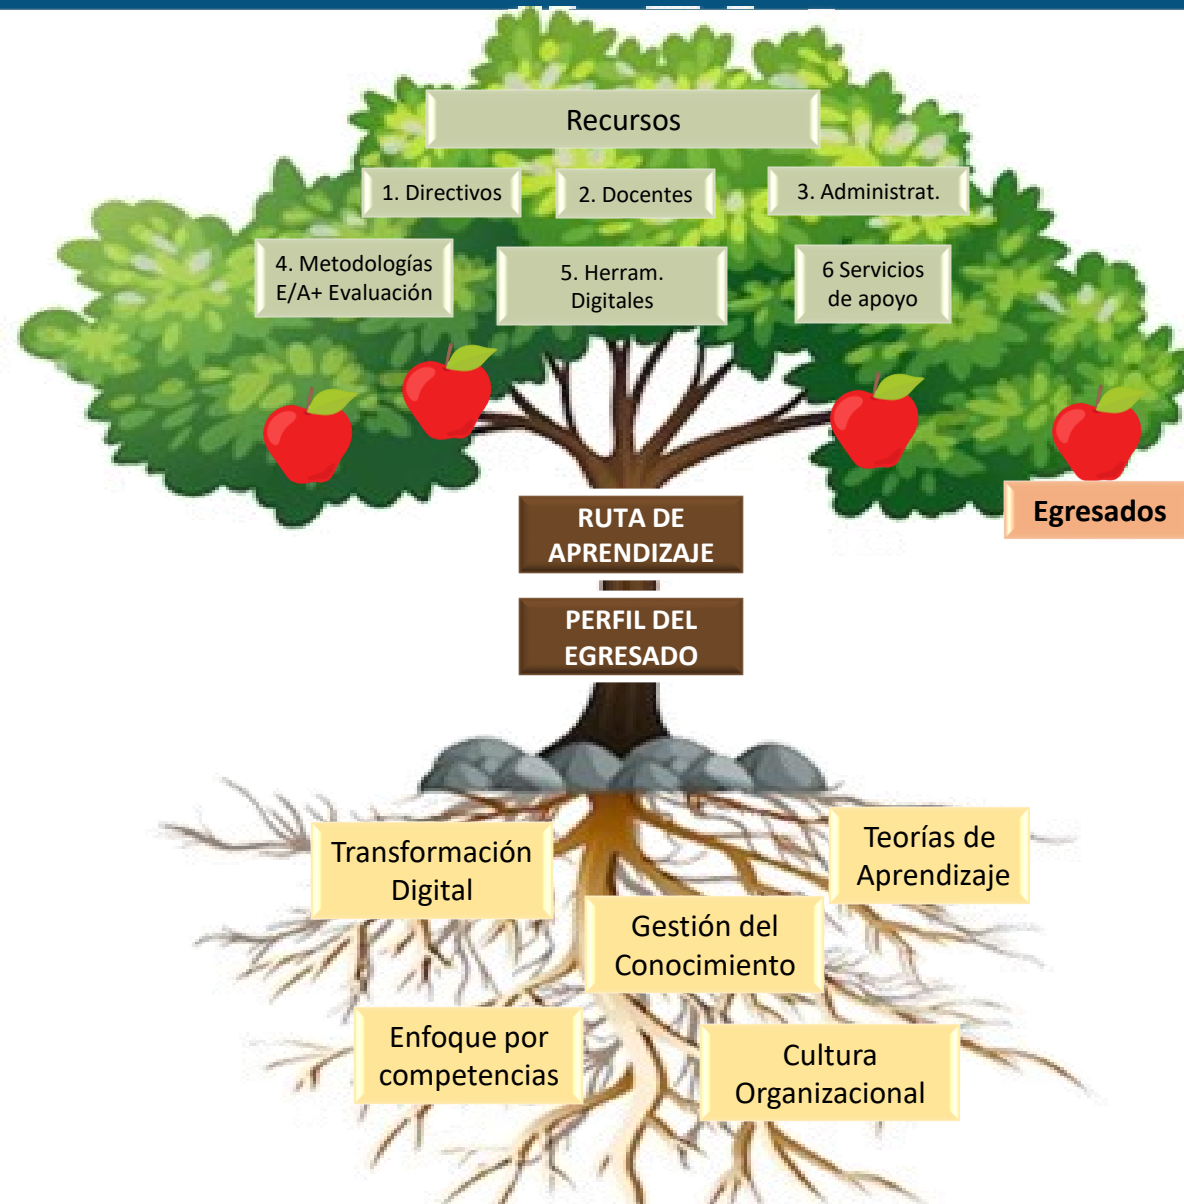 Recursos
1. Directivos
2. Docentes
3. Administrat.
4. Metodologías
E/A+ Evaluación
5. Herram.
Digitales
6 Servicios
de apoyo
Egresados
RUTA DE
APRENDIZAJE
PERFIL DEL
EGRESADO
Transformación
Digital
Teorías de
Aprendizaje
Gestión del
Conocimiento
Enfoque por
competencias
Cultura
Organizacional